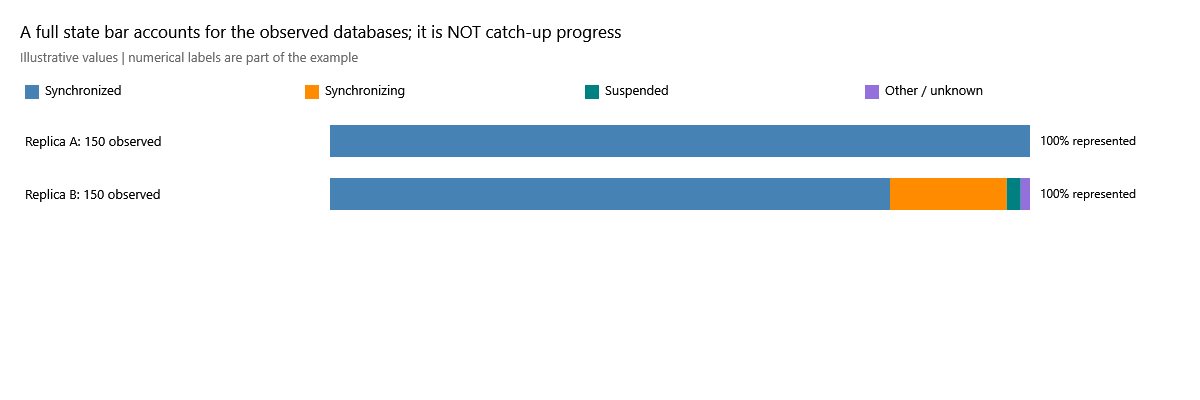 A full state bar accounts for the observed databases; it is NOT catch-up progress
Illustrative values | numerical labels are part of the example
Synchronized
Synchronizing
Suspended
Other / unknown
Replica A: 150 observed
100% represented
Replica B: 150 observed
100% represented